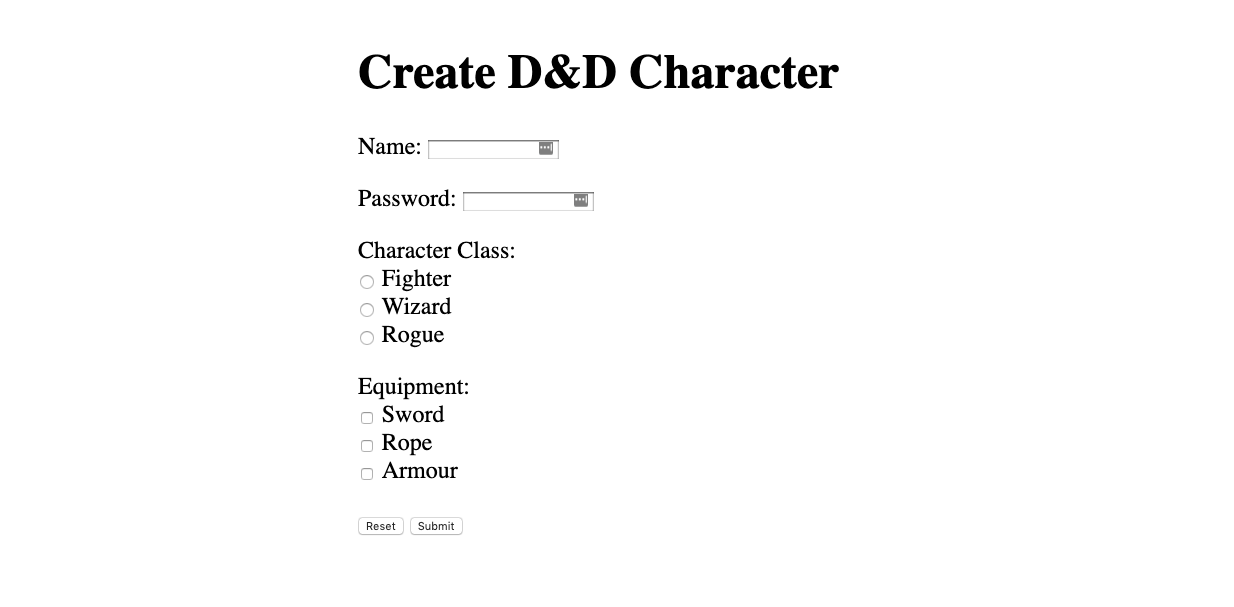 Create D&D Character
Name:
Password:
Character Class:
Fighter
Wizard
Rogue
Equipment:
Sword
Rope
Armour
Reset Submit